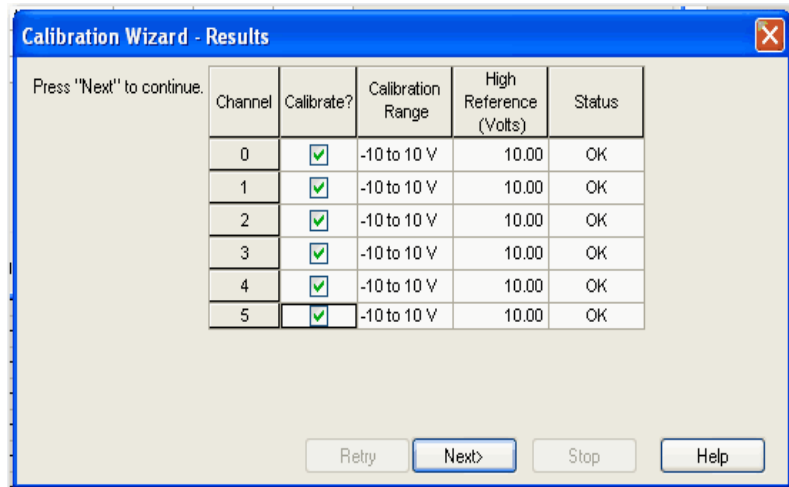 Calibration Wizard - Results
Press "Next" to continue.
Channel Calibrate? Calibration Range High Reference (Volts) Status
0 -10 to 10 V 10.00 OK
1 -10 to 10 V 10.00 OK
2 -10 to 10 V 10.00 OK
3 -10 to 10 V 10.00 OK
4 -10 to 10 V 10.00 OK
5 -10 to 10 V 10.00 OK
Retry Next> Stop Help